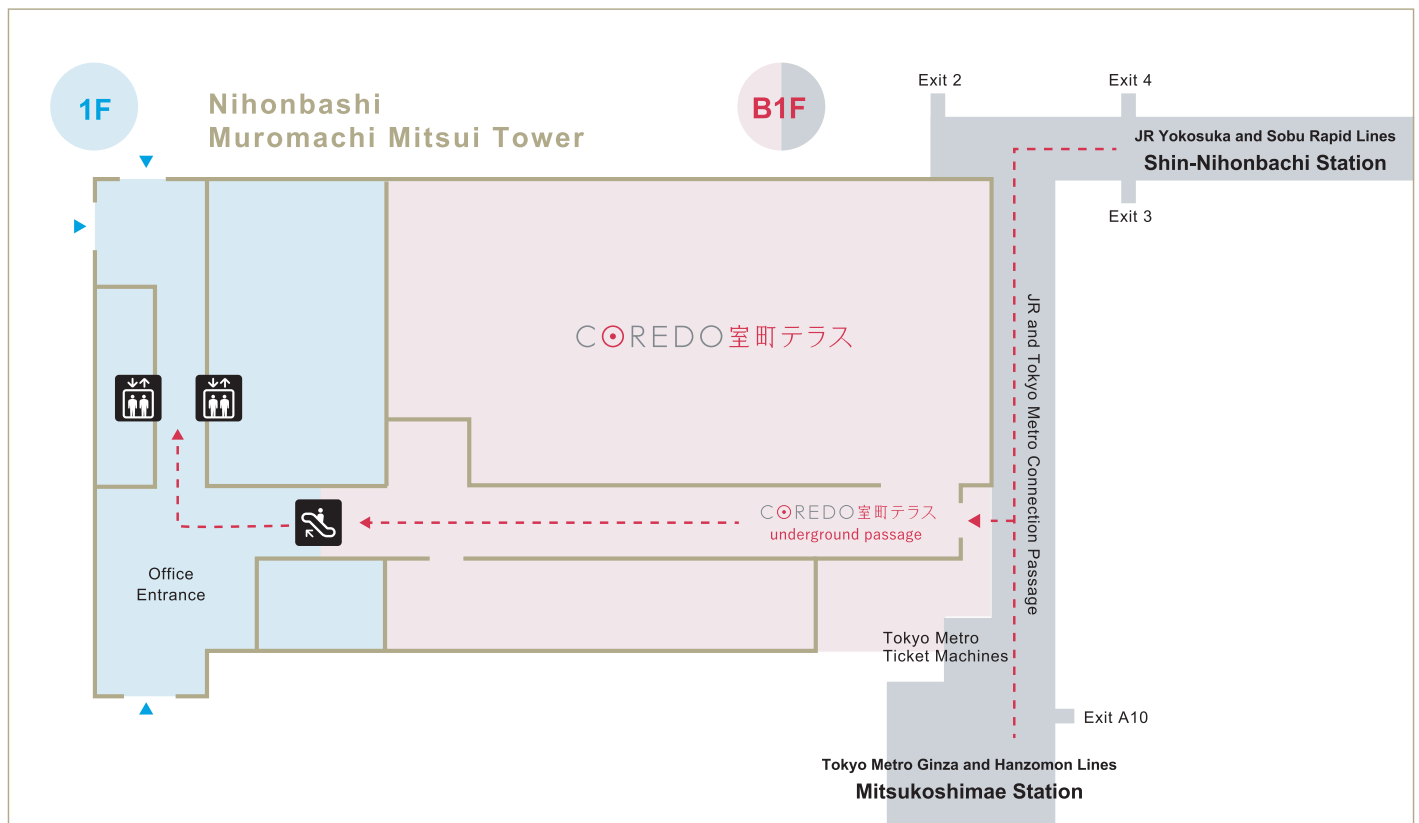 1F
Nihonbashi
Muromachi Mitsui Tower
B1F
Exit 2
Exit 4
JR Yokosuka and Sobu Rapid Lines
Shin-Nihonbachi Station
Exit 3
COREDO室町テラス
JR and Tokyo Metro Connection Passage
COREDO室町テラス
underground passage
Office
Entrance
Tokyo Metro
Ticket Machines
Exit A10
Tokyo Metro Ginza and Hanzomon Lines
Mitsukoshimae Station